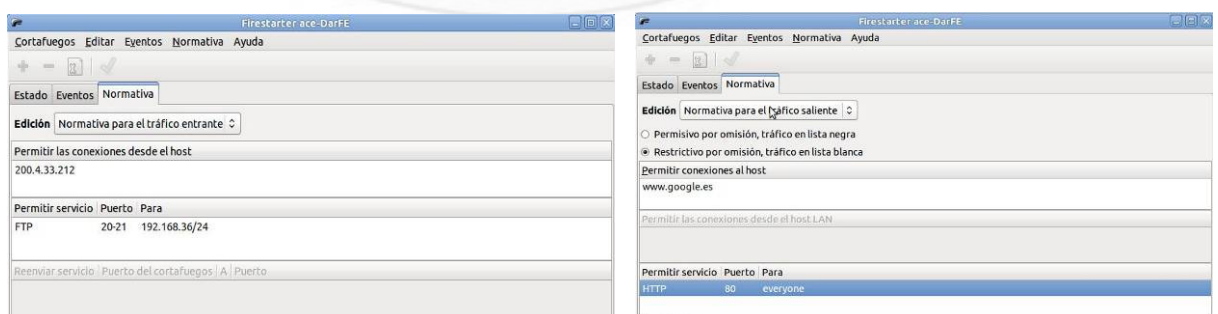 Firestarter ace-DarFE
Cortafuegos Editar Eventos Normativa Ayuda
Estado Eventos Normativa
Edición Normativa para el tráfico entrante
Permitir las conexiones desde el host
200.4.33.212
Permitir servicio Puerto Para
FTP 20-21 192.168.36/24
Reenviar servicio Puerto del cortafuegos A Puerto
Firestarter ace-DarFE
Cortafuegos Editar Eventos Normativa Ayuda
Estado Eventos Normativa
Edición Normativa para el tráfico saliente
Permisivo por omisión, tráfico en lista negra
Restrictivo por omisión, tráfico en lista blanca
Permitir conexiones al host
www.google.es
Permitir las conexiones desde el host LAN
Permitir servicio Puerto Para
HTTP 80 everyone